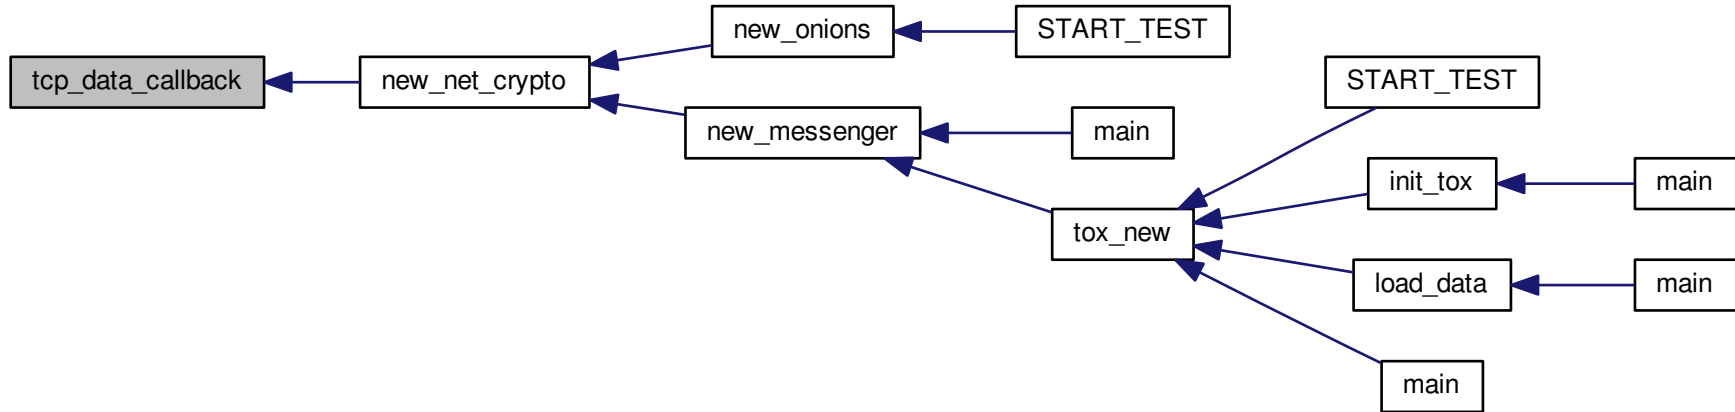 tcp_data_callback
new_net_crypto
new_onions
START_TEST
new_messenger
main
tox_new
START_TEST
init_tox
main
load_data
main
main